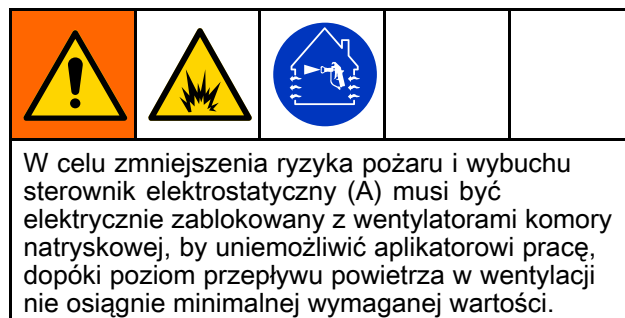 W celu zmniejszenia ryzyka pożaru i wybuchu
sterownik elektrostatyczny (A) musi być
elektrycznie zablokowany z wentylatorami komory
natryskowej, by uniemożliwić aplikatorowi pracę,
dopóki poziom przepływu powietrza w wentylacji
nie osiągnie minimalnej wymaganej wartości.